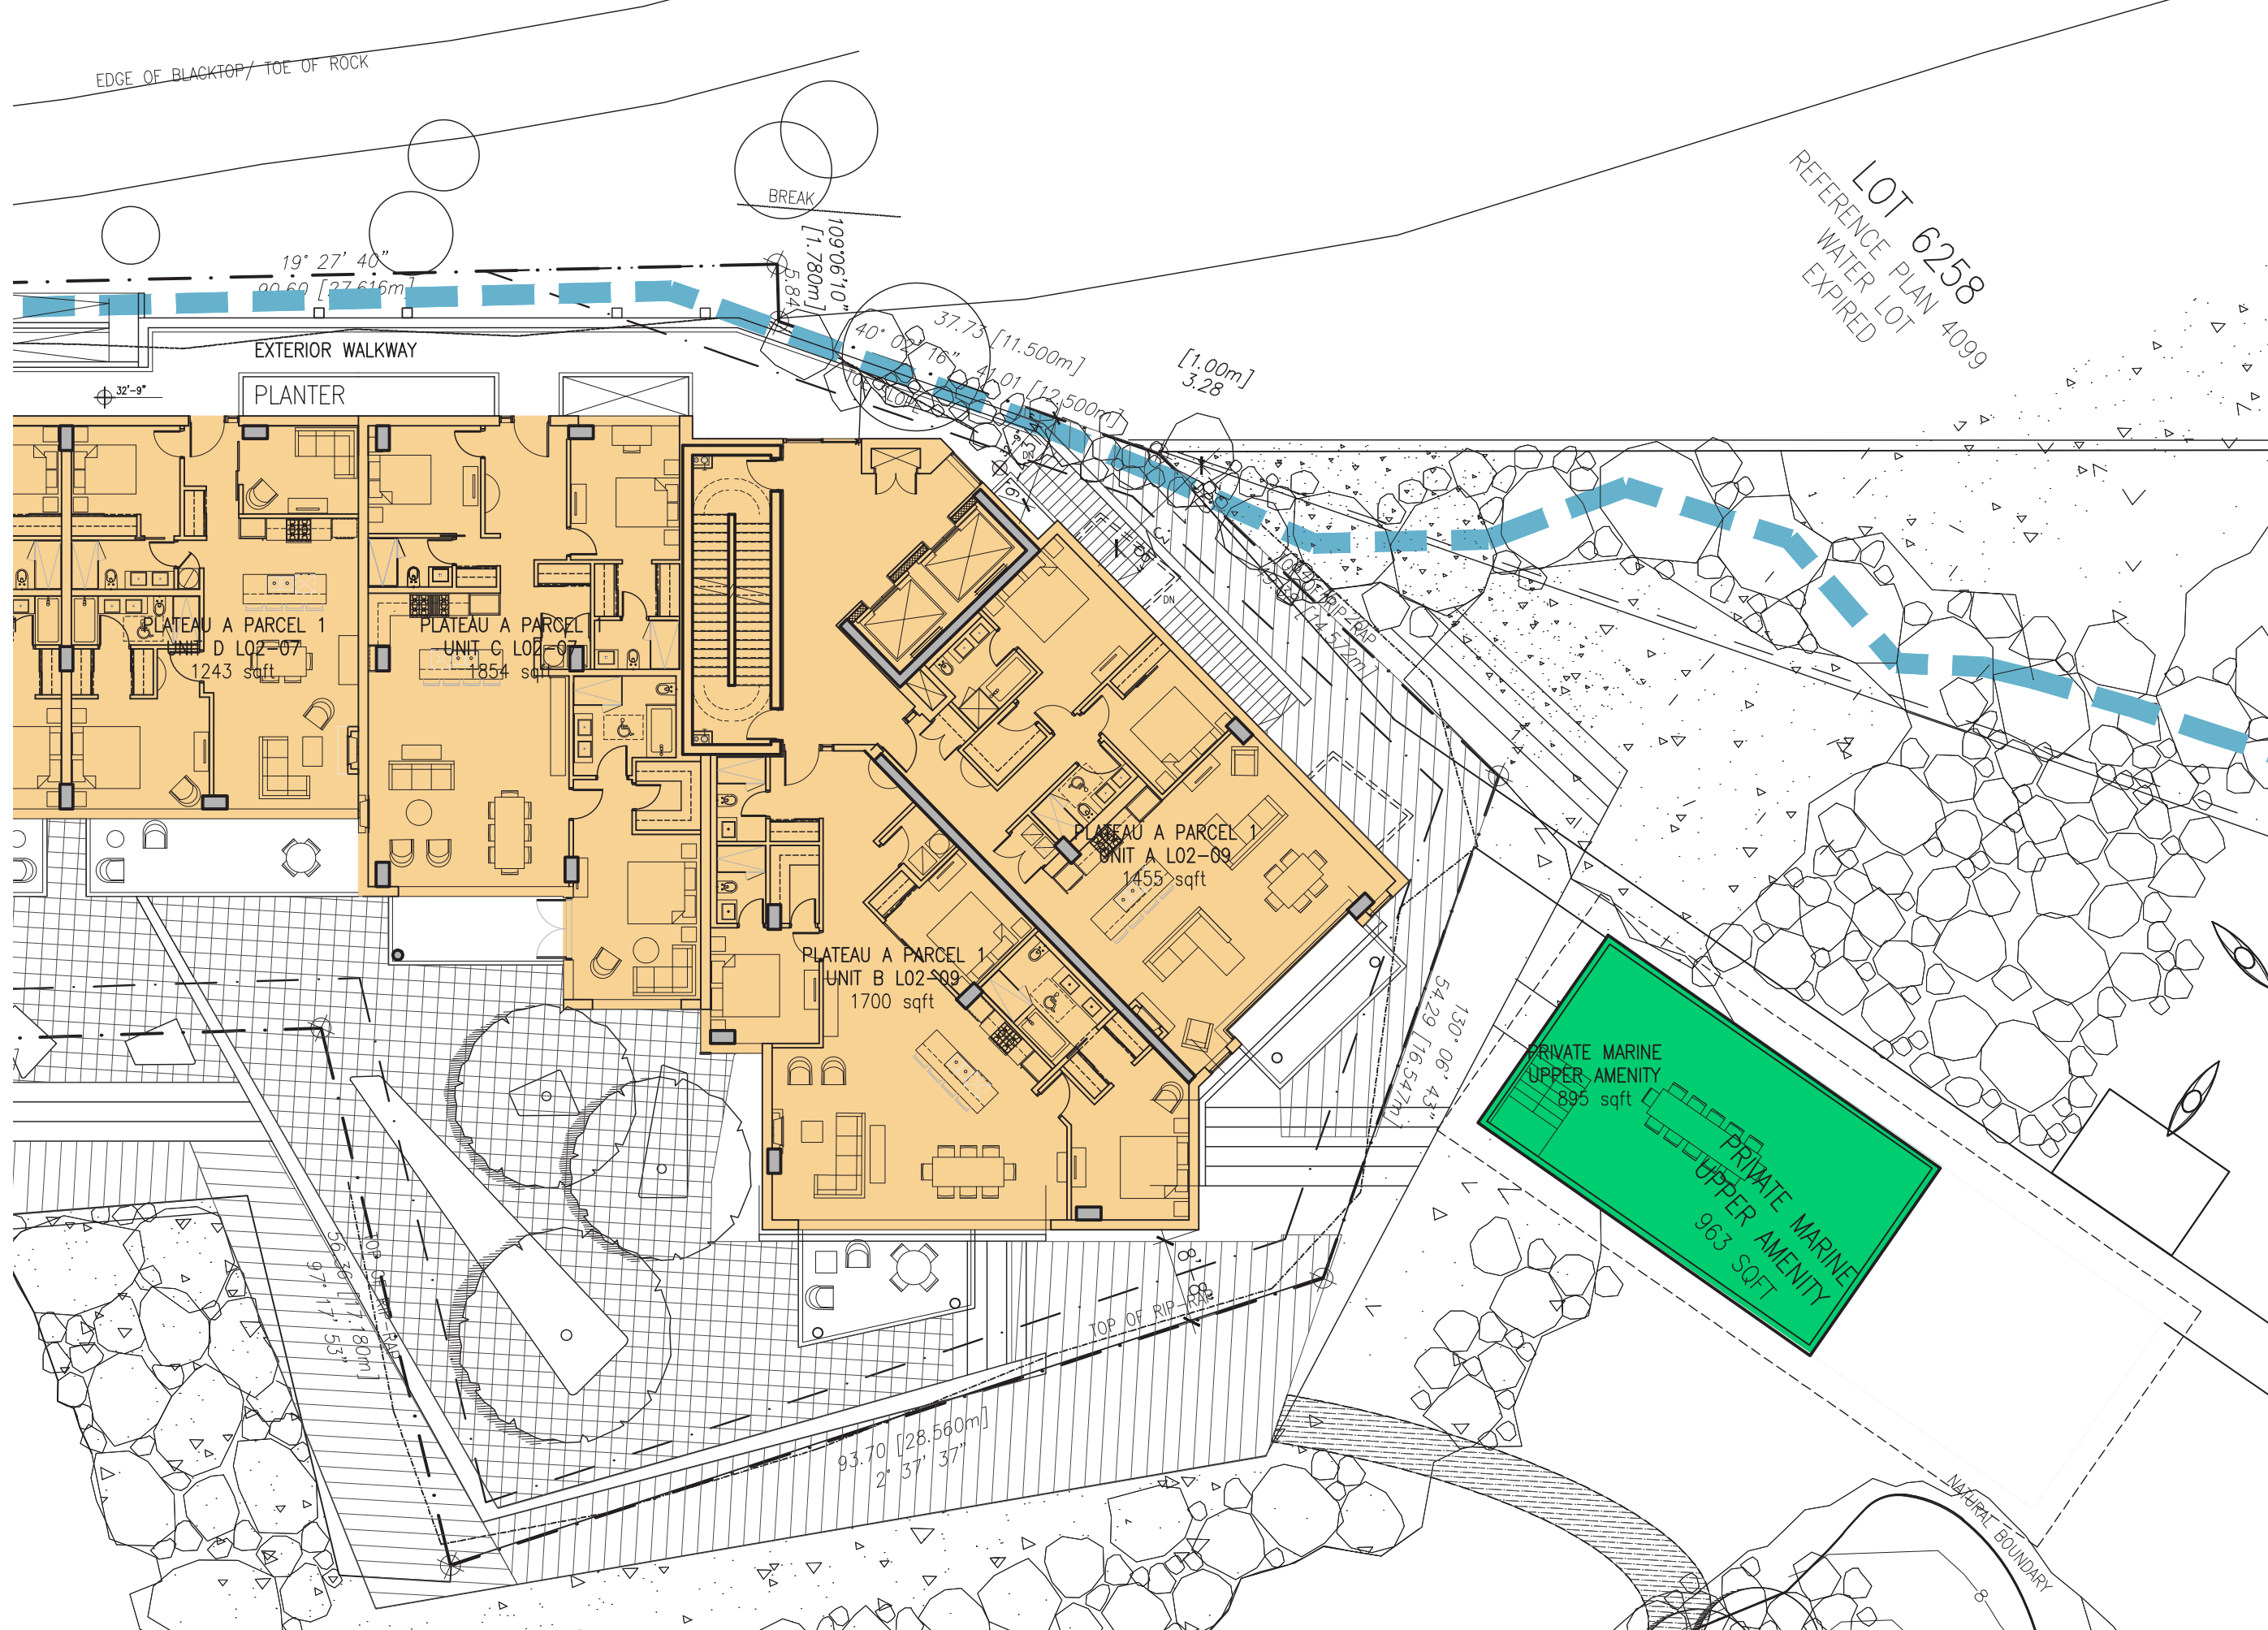 EDGE OF BLACKTOP/ TOE OF ROCK
BREAK
109°06'10"
[1.780m]
5.84
19° 27' 40"
90.60 [27.616m]
LOT 6258
REFERENCE PLAN 4099
WATER LOT
EXPIRED
EXTERIOR WALKWAY
PLANTER
32'-9"
37.73 [11.500m]
40° 02' 16"
41.01 [12.500m]
[1.00m]
3.28
DN
DN
PLATEAU A PARCEL 1
UNIT D L02-07
1243 sqft
PLATEAU A PARCEL 1
UNIT C L02-07
1854 sqft
PLATEAU A PARCEL 1
UNIT A L02-09
1455 sqft
PLATEAU A PARCEL 1
UNIT B L02-09
1700 sqft
130° 06' 43"
54.29 [16.547m]
PRIVATE MARINE
UPPER AMENITY
895 sqft
PRIVATE MARINE
UPPER AMENITY
963 SQFT
TOP OF RIP-RAP
TOP OF RIP-RAP
97° 17' 53"
93.70 [28.560m]
2° 37' 37"
NATURAL BOUNDARY
8